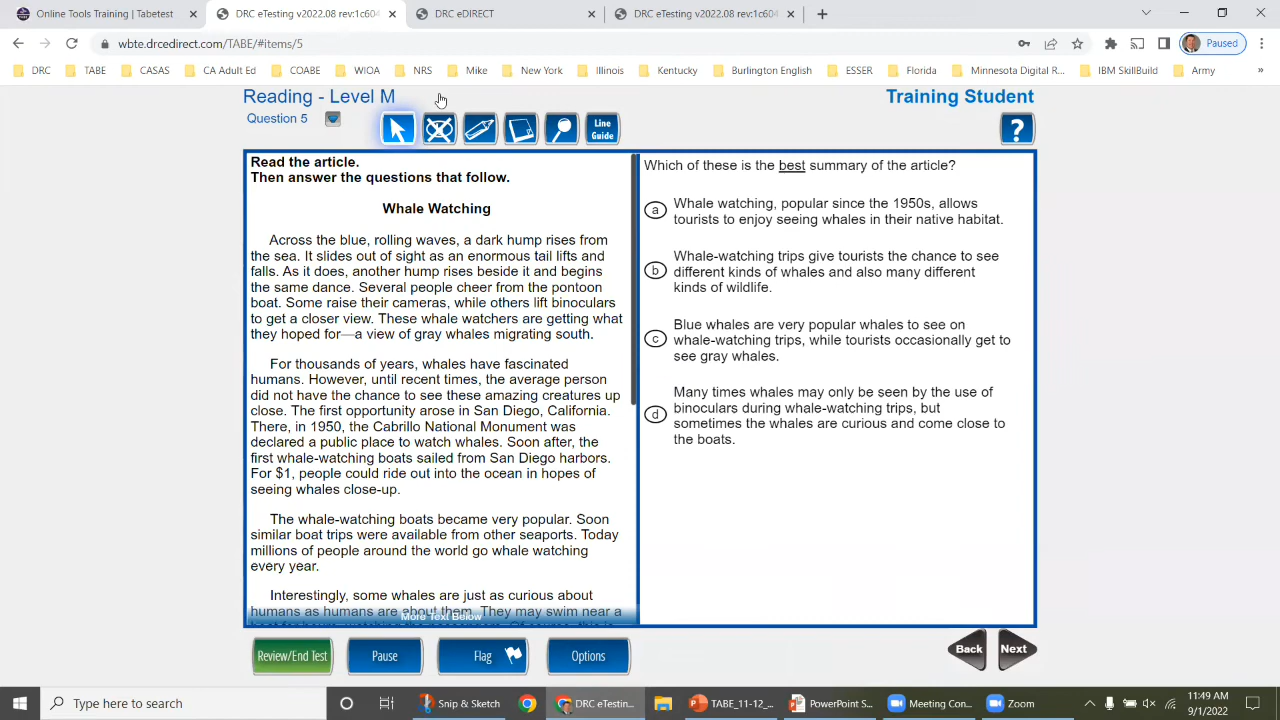 Online Tools Training | Tabetest
DRC eTesting v2022.08 rev:1c604
DRC eDIRECT
DRC eTesting v2022.08 rev:1c604
wbte.drcedirect.com/TABE/#items/5
Paused
DRC
TABE
CASAS
CA Adult Ed
COABE
WIOA
NRS
Mike
New York
Illinois
Kentucky
Burlington English
ESSER
Florida
Minnesota Digital R...
IBM SkillBuild
Army
»
Reading - Level M
Training Student
Question 5
Line
Guide
?
Read the article.
Then answer the questions that follow.
Whale Watching
Across the blue, rolling waves, a dark hump rises from
the sea. It slides out of sight as an enormous tail lifts and
falls. As it does, another hump rises beside it and begins
the same dance. Several people cheer from the pontoon
boat. Some raise their cameras, while others lift binoculars
to get a closer view. These whale watchers are getting what
they hoped for—a view of gray whales migrating south.
For thousands of years, whales have fascinated
humans. However, until recent times, the average person
did not have the chance to see these amazing creatures up
close. The first opportunity arose in San Diego, California.
There, in 1950, the Cabrillo National Monument was
declared a public place to watch whales. Soon after, the
first whale-watching boats sailed from San Diego harbors.
For $1, people could ride out into the ocean in hopes of
seeing whales close-up.
The whale-watching boats became very popular. Soon
similar boat trips were available from other seaports. Today
millions of people around the world go whale watching
every year.
Interestingly, some whales are just as curious about
humans as humans are about them. They may swim near a
More Text Below
Which of these is the best summary of the article?
a
Whale watching, popular since the 1950s, allows
tourists to enjoy seeing whales in their native habitat.
b
Whale-watching trips give tourists the chance to see
different kinds of whales and also many different
kinds of wildlife.
c
Blue whales are very popular whales to see on
whale-watching trips, while tourists occasionally get to
see gray whales.
d
Many times whales may only be seen by the use of
binoculars during whale-watching trips, but
sometimes the whales are curious and come close to
the boats.
Review/End Test
Pause
Flag
Options
Back
Next
Type here to search
Snip & Sketch
DRC eTestin...
TABE_11-12_...
PowerPoint S...
Meeting Con...
Zoom
11:49 AM
9/1/2022